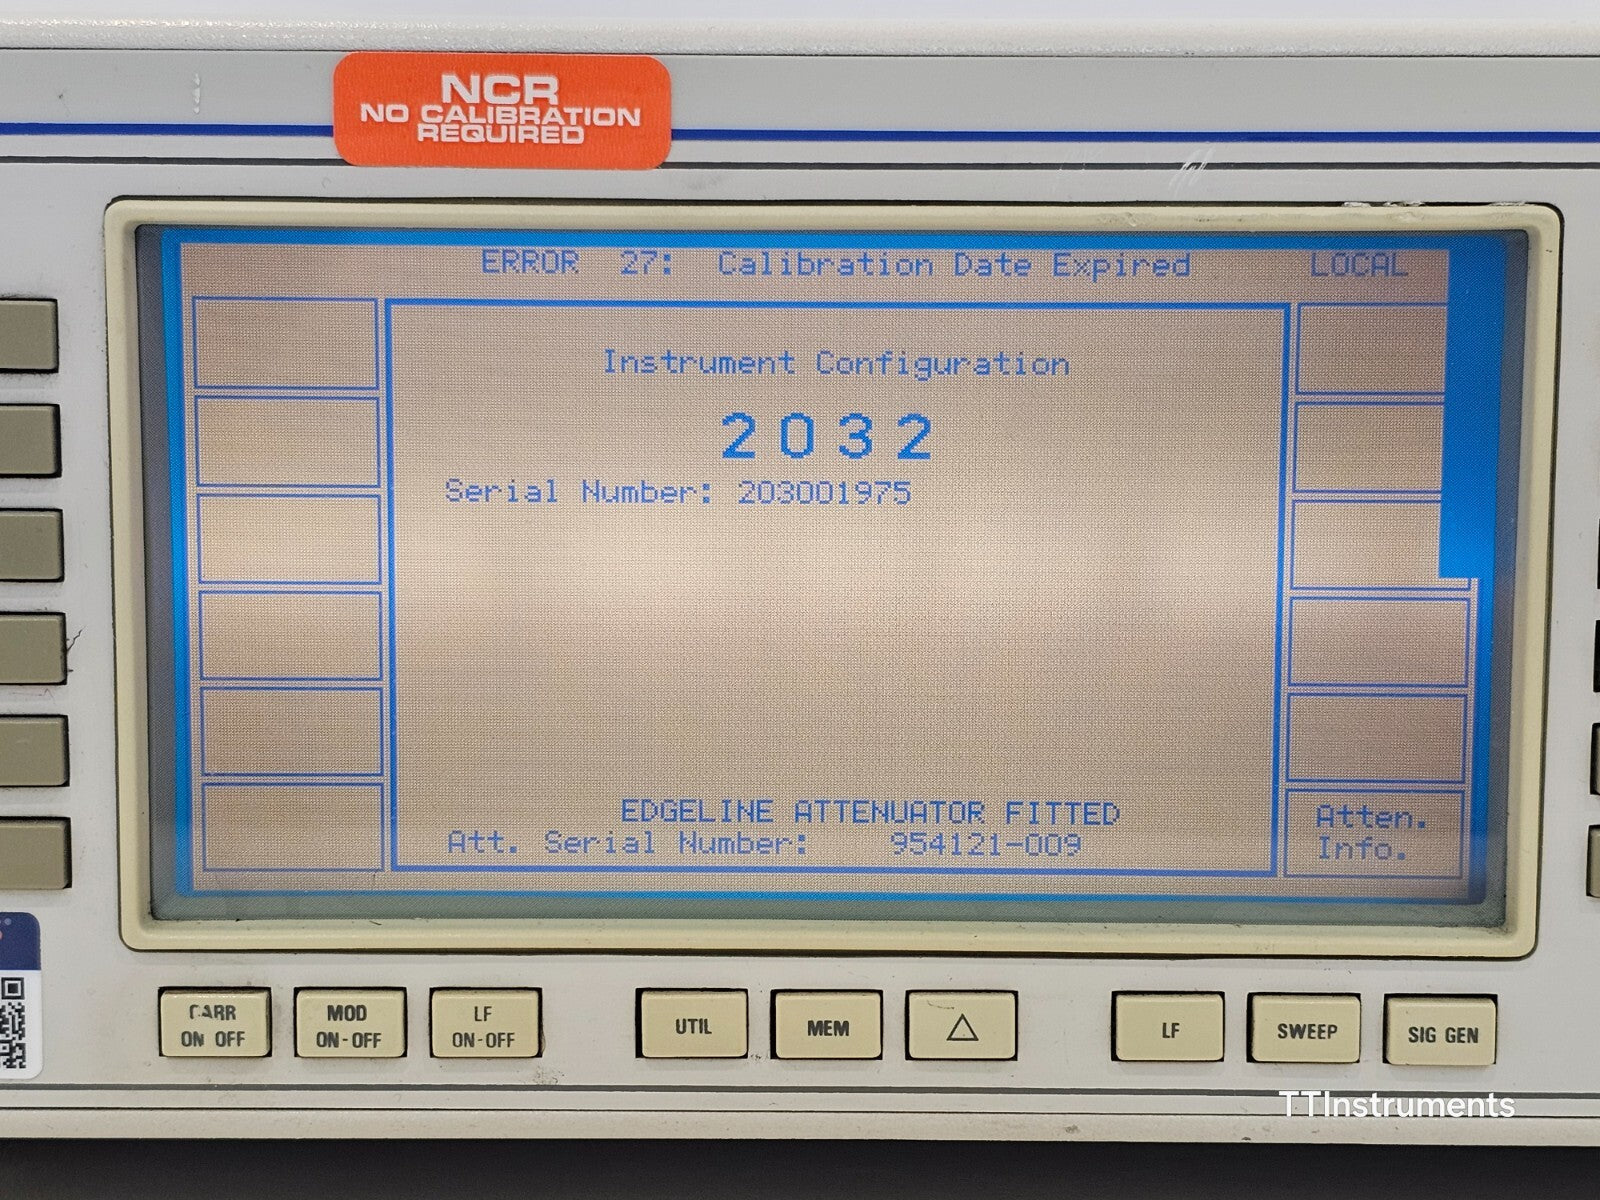 NCR
NO CALIBRATION
REQUIRED
ERROR 27: Calibration Date Expired
LOCAL
Instrument Configuration
2032
Serial Number: 203001975
EDGELINE ATTENUATOR FITTED
Att. Serial Number: 954121-009
Atten.
Info.
CARR
ON OFF
MOD
ON-OFF
LF
ON-OFF
UTIL
MEM
△
LF
SWEEP
SIG GEN
TTInstruments